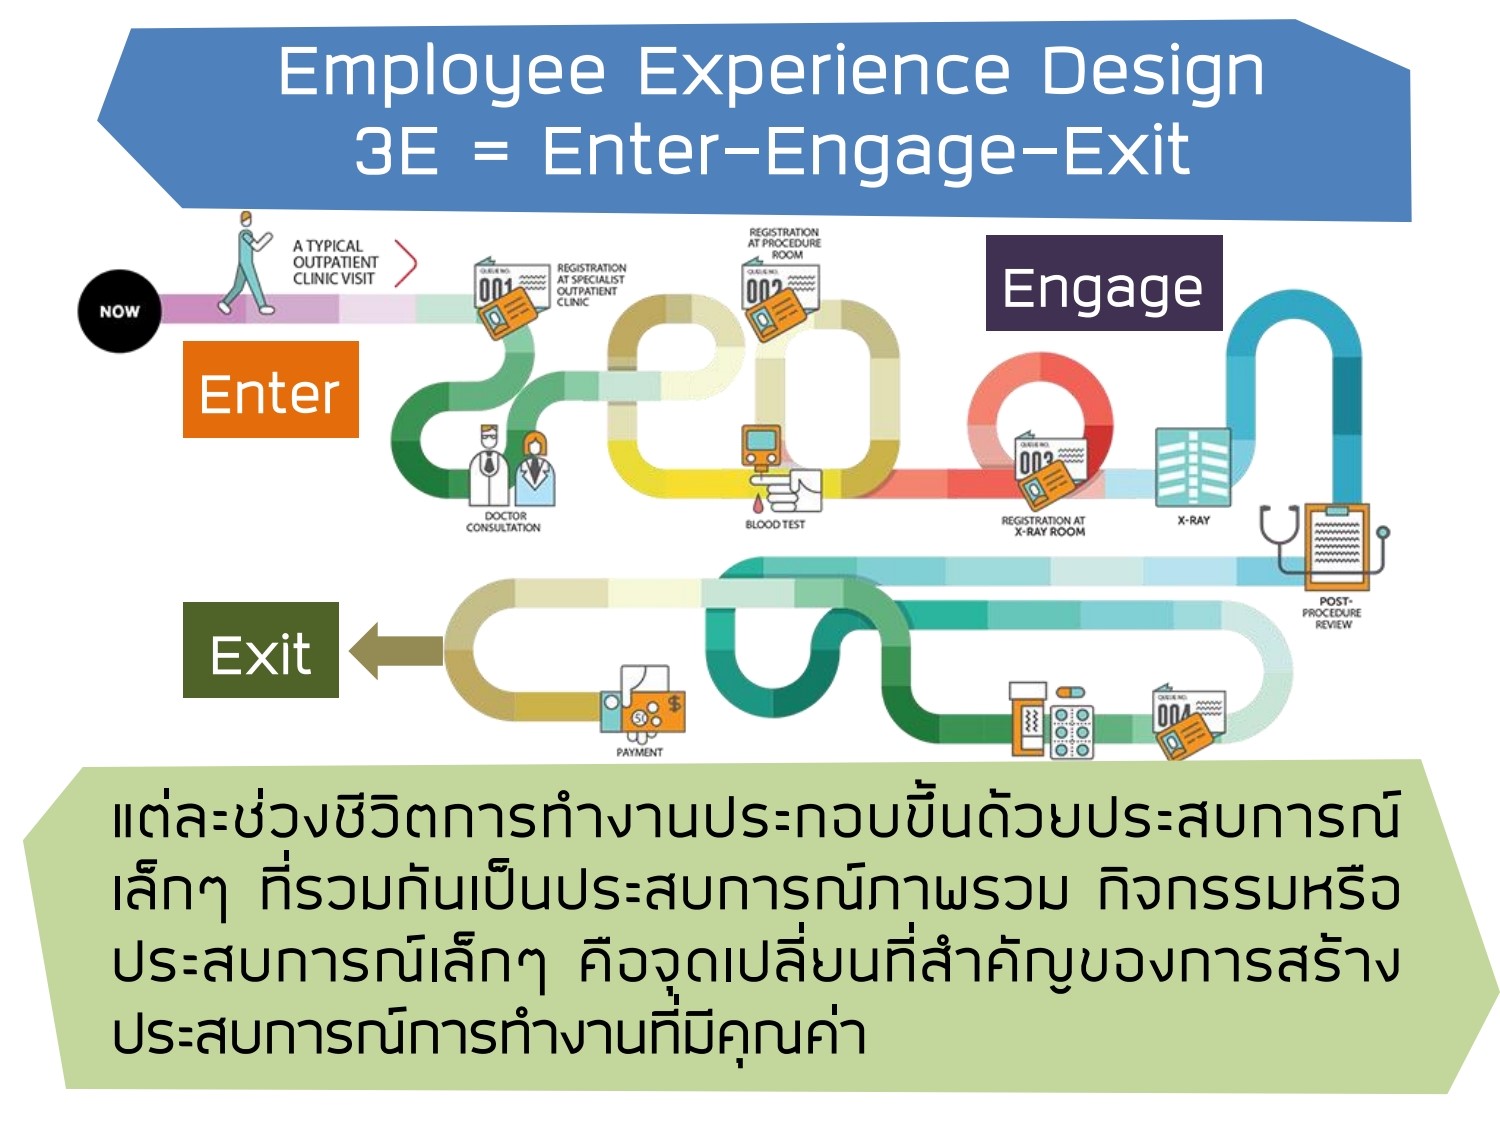 Employee Experience Design
3E = Enter-Engage-Exit
A TYPICAL
OUTPATIENT
CLINIC VISIT
NOW
Enter
QUEUE NO.
001
REGISTRATION
AT SPECIALIST
OUTPATIENT
CLINIC
REGISTRATION
AT PROCEDURE
ROOM
QUEUE NO.
002
Engage
DOCTOR
CONSULTATION
BLOOD TEST
QUEUE NO.
003
REGISTRATION AT
X-RAY ROOM
X-RAY
POST-
PROCEDURE
REVIEW
Exit
$
50
PAYMENT
QUEUE NO.
004
แต่ละช่วงชีวิตการทำงานประกอบขึ้นด้วยประสบการณ์
เล็กๆ ที่รวมกันเป็นประสบการณ์ภาพรวม กิจกรรมหรือ
ประสบการณ์เล็กๆ คือจุดเปลี่ยนที่สำคัญของการสร้าง
ประสบการณ์การทำงานที่มีคุณค่า